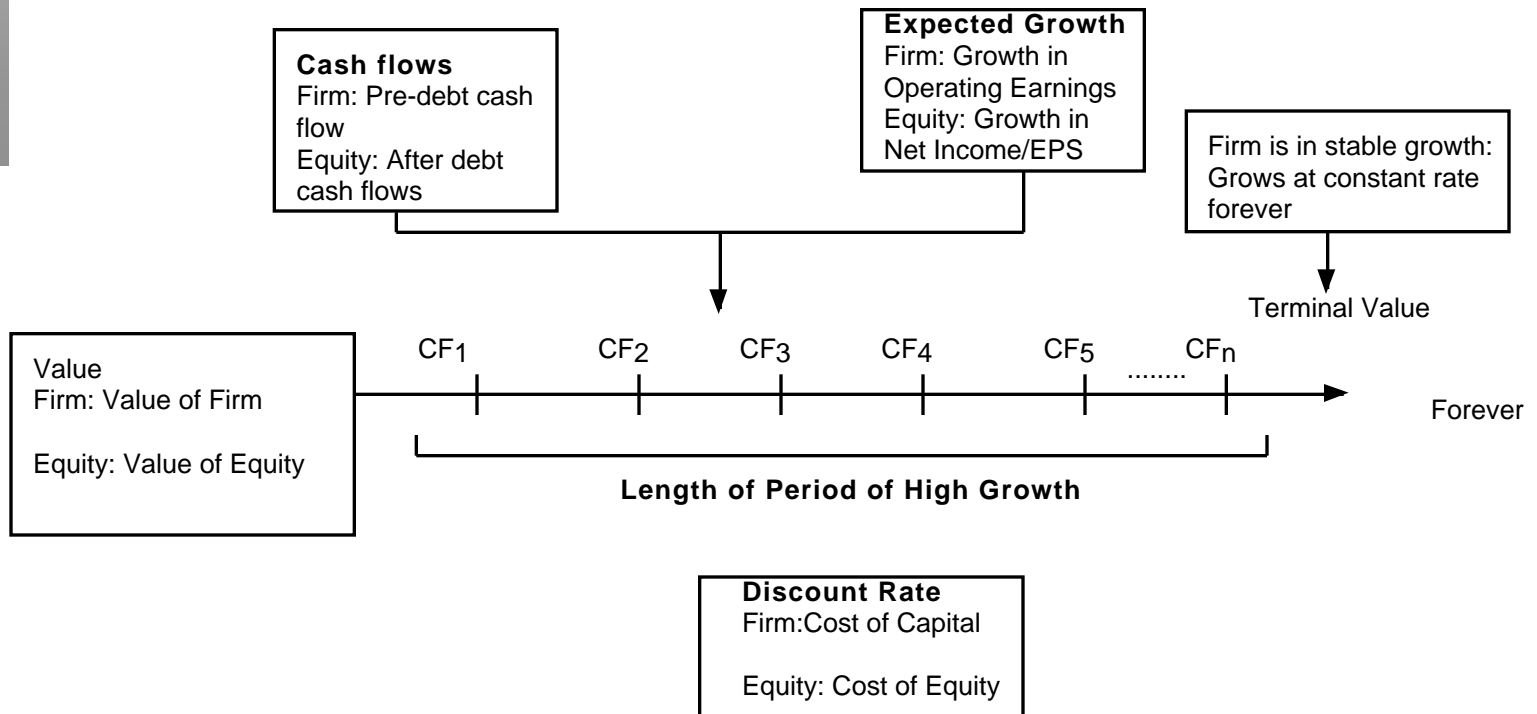 Cash flows
Firm: Pre-debt cash
flow
Equity: After debt
cash flows
Expected Growth
Firm: Growth in
Operating Earnings
Equity: Growth in
Net Income/EPS
Firm is in stable growth:
Grows at constant rate
forever
Terminal Value
CF1 CF2 CF3 CF4 CF5 ........ CFn
Forever
Value
Firm: Value of Firm
Equity: Value of Equity
Length of Period of High Growth
Discount Rate
Firm:Cost of Capital
Equity: Cost of Equity